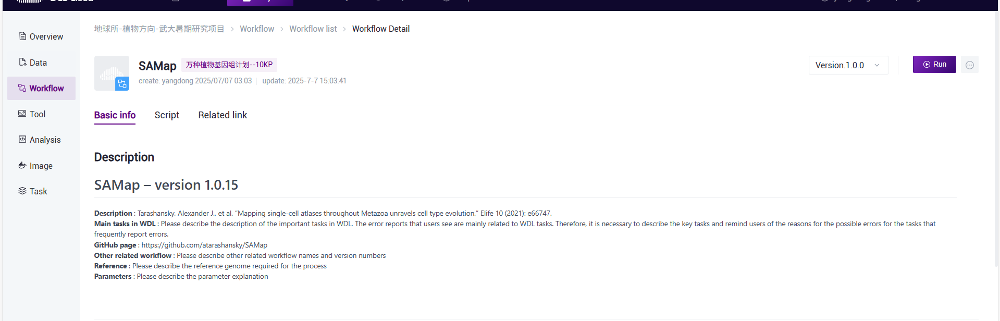 地球所-植物方向-武大暑期研究项目 > Workflow > Workflow list > Workflow Detail
Overview
Data
Workflow
Tool
Analysis
Image
Task
SAMap 万种植物基因组计划--10KP
create: yangdong 2025/07/07 03:03 | update: 2025-7-7 15:03:41
Version.1.0.0
Run
Basic info Script Related link
Description
SAMap – version 1.0.15
Description : Tarashansky, Alexander J., et al. “Mapping single-cell atlases throughout Metazoa unravels cell type evolution.” Elife 10 (2021): e66747.
Main tasks in WDL : Please describe the description of the important tasks in WDL. The error reports that users see are mainly related to WDL tasks. Therefore, it is necessary to describe the key tasks and remind users of the reasons for the possible errors for the tasks that
frequently report errors.
GitHub page : https://github.com/atarashansky/SAMap
Other related workflow : Please describe other related workflow names and version numbers
Reference : Please describe the reference genome required for the process
Parameters : Please describe the parameter explanation